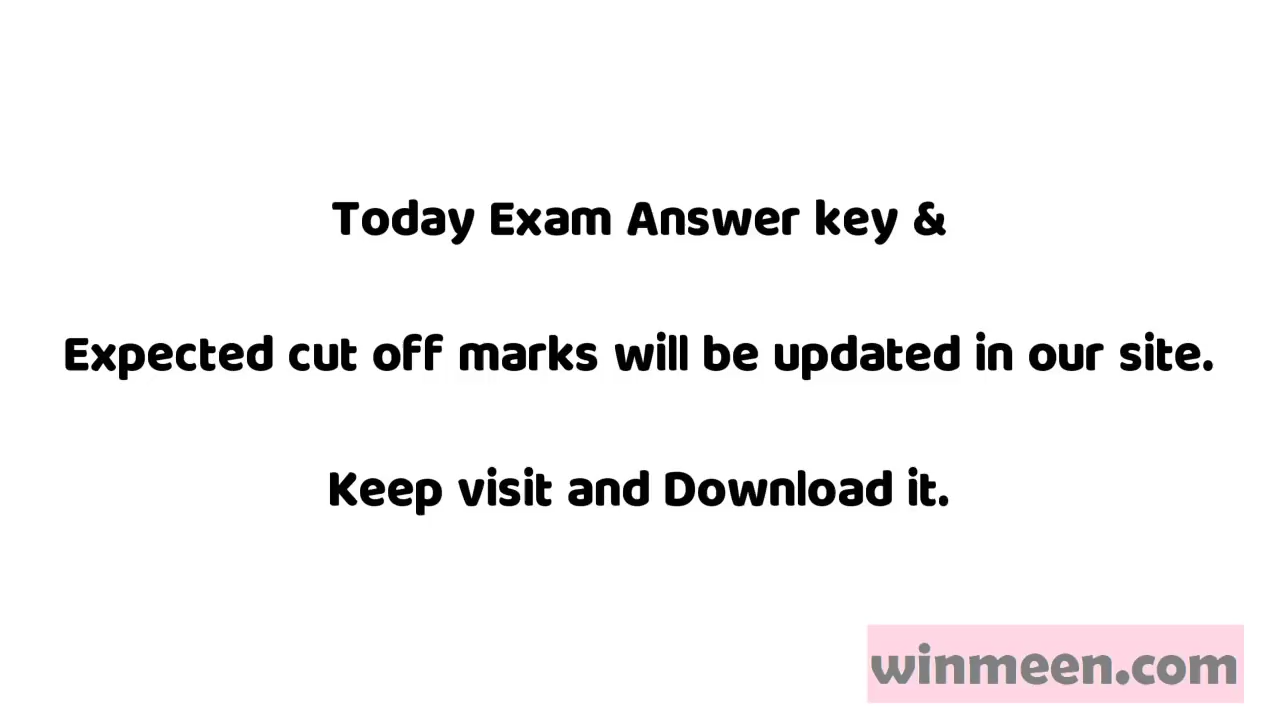 Today Exam Answer key &
Expected cut off marks will be updated in our site.
Keep visit and Download it.
winmeen.com